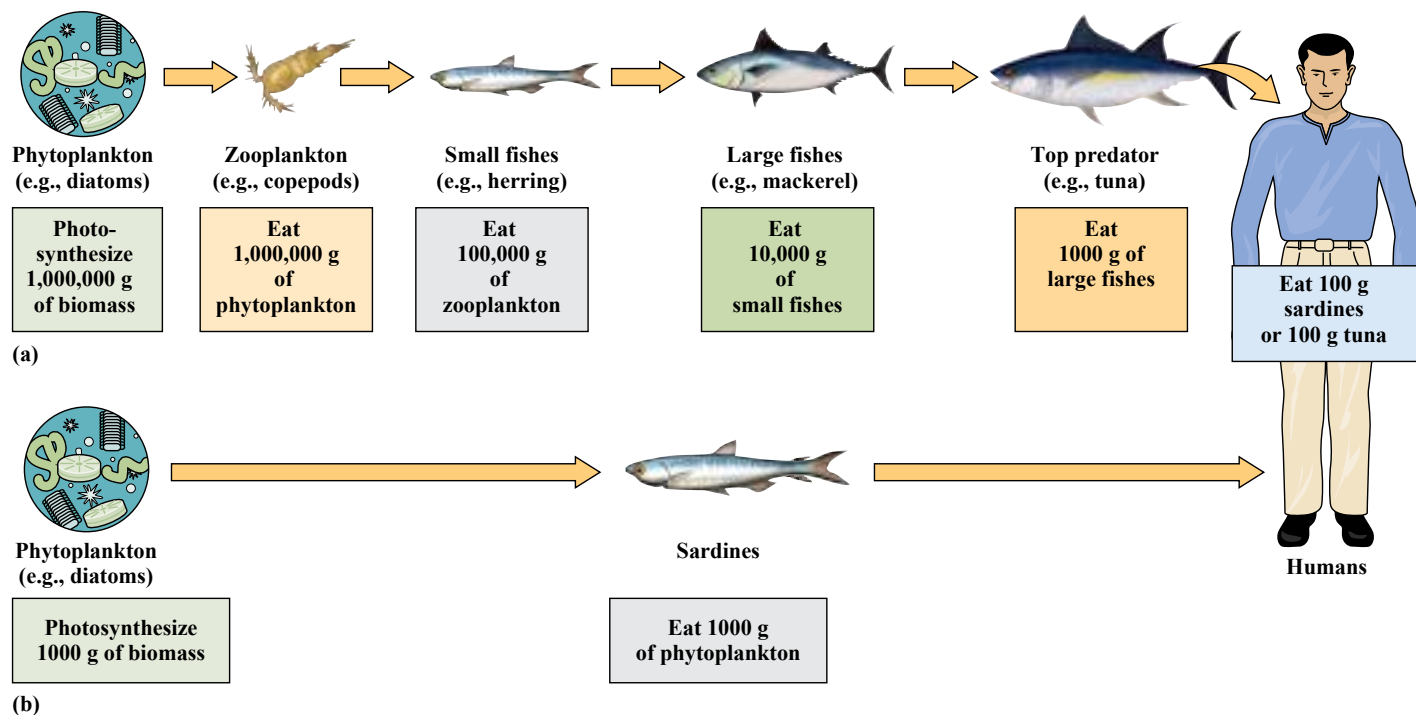 Phytoplankton
(e.g., diatoms)
Zooplankton
(e.g., copepods)
Small fishes
(e.g., herring)
Large fishes
(e.g., mackerel)
Top predator
(e.g., tuna)
Photo-
synthesize
1,000,000 g
of biomass
Eat
1,000,000 g
of
phytoplankton
Eat
100,000 g
of
zooplankton
Eat
10,000 g
of
small fishes
Eat
1000 g of
large fishes
Eat 100 g
sardines
or 100 g tuna
(a)
Phytoplankton
(e.g., diatoms)
Sardines
Humans
Photosynthesize
1000 g of biomass
Eat 1000 g
of phytoplankton
(b)